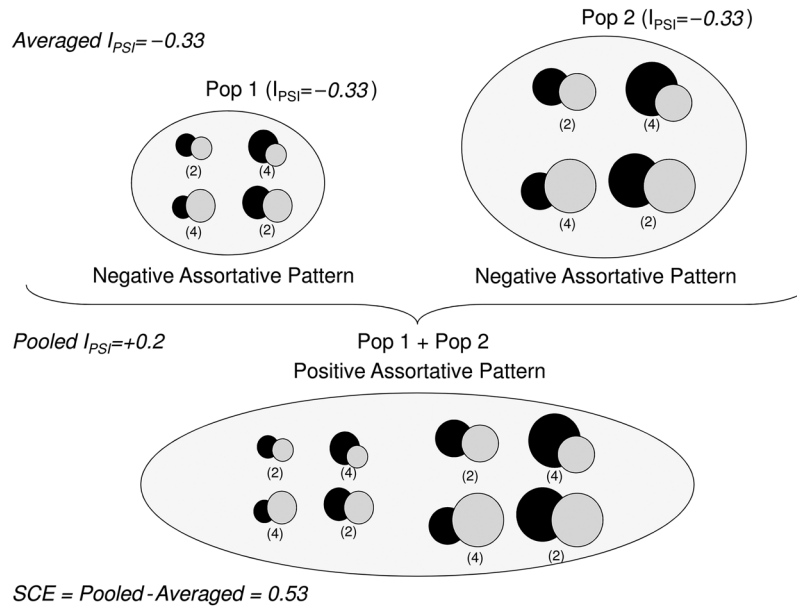 Averaged I_PSI= −0.33
Pop 1 (I_PSI=−0.33)
(2)
(4)
(4)
(2)
Negative Assortative Pattern
Pop 2 (I_PSI=−0.33)
(2)
(4)
(4)
(2)
Negative Assortative Pattern
Pooled I_PSI=+0.2
Pop 1 + Pop 2
Positive Assortative Pattern
(2)
(4)
(2)
(4)
(4)
(2)
(4)
(2)
SCE = Pooled-Averaged = 0.53